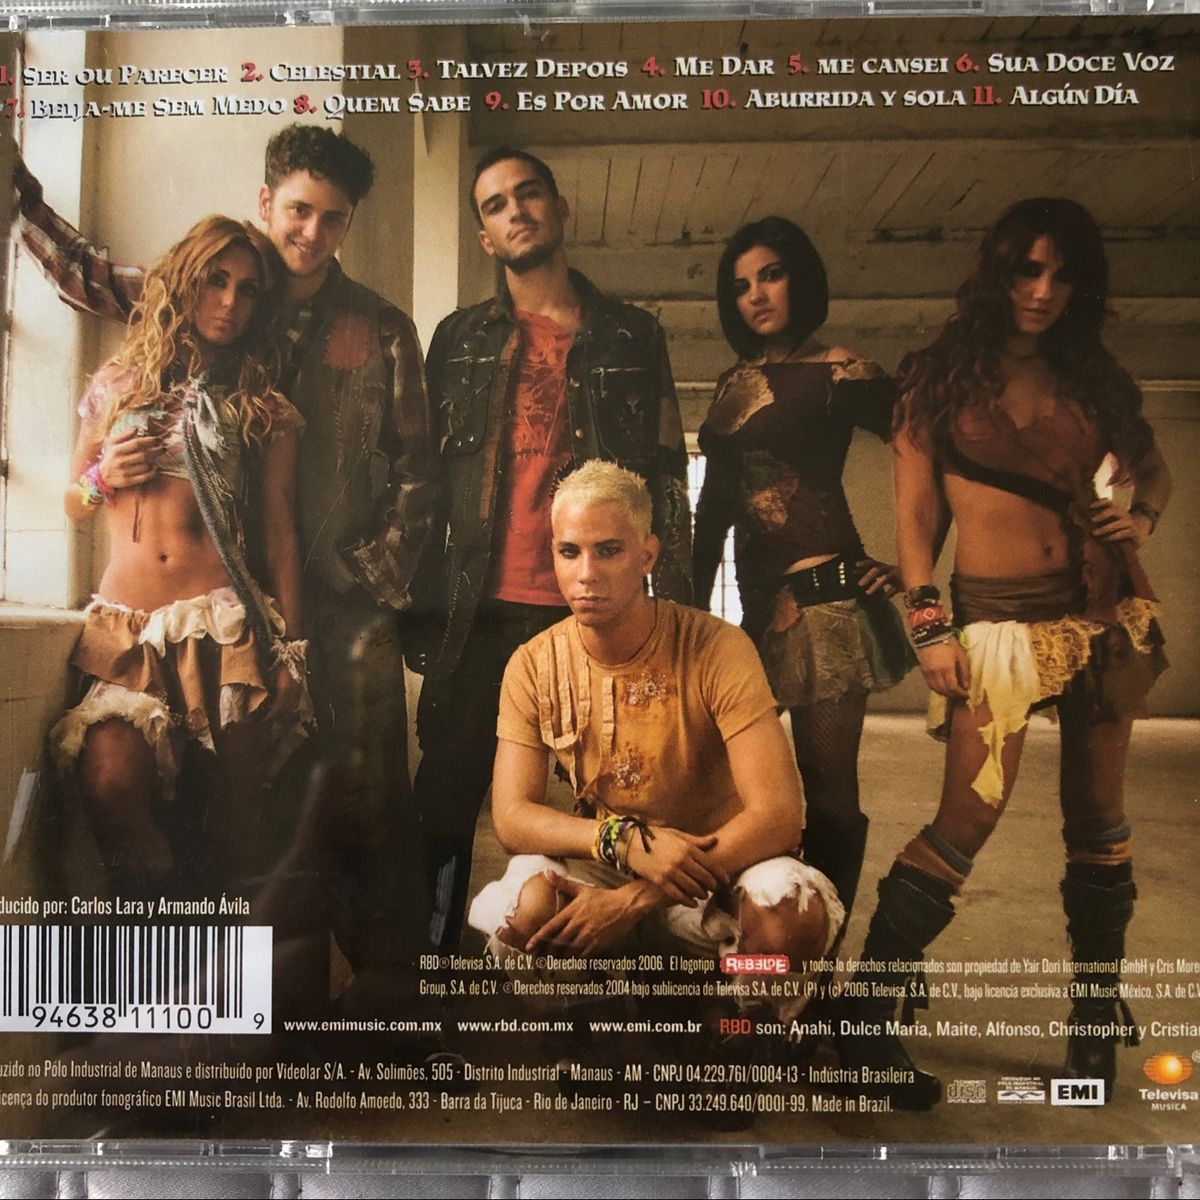 1. Ser ou Parecer 2. Celestial 3. Talvez Depois 4. Me Dar 5. me cansei 6. Sua Doce Voz
7. Beija-me Sem Medo 8. Quem Sabe 9. Es Por Amor 10. Aburrida y sola 11. Algún Día
ducido por: Carlos Lara y Armando Ávila
94638 11100 9
RBD®Televisa S.A. de C.V. ©Derechos reservados 2006. El logotipo REBELDE y todos lo derechos relacionados son propiedad de Yair Dori International GmbH y Cris More
Group, S.A. de C.V. ©Derechos reservados 2004 bajo sublicencia de Televisa S.A. de C.V. (P) y (c) 2006 Televisa, S.A. de C.V., bajo licencia exclusiva a EMI Music México, S.A. de C.V
www.emimusic.com.mx www.rbd.com.mx www.emi.com.br RBD son: Anahí, Dulce María, Maite, Alfonso, Christopher y Cristian
uzido no Pólo Industrial de Manaus e distribuído por Videolar S/A. - Av. Solimões, 505 - Distrito Industrial - Manaus - AM - CNPJ 04.229.761/0004-13 - Indústria Brasileira
icença do produtor fonográfico EMI Music Brasil Ltda. - Av. Rodolfo Amoedo, 333 - Barra da Tijuca - Rio de Janeiro - RJ – CNPJ 33.249.640/0001-99. Made in Brazil.
COMPACT disc DIGITAL AUDIO
EMI
Televisa
MUSICA